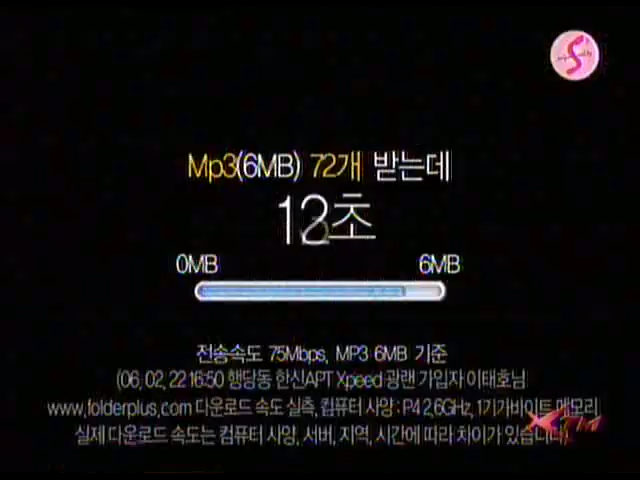 Mp3(6MB) 72개 받는데
12초
0MB 6MB
전송속도 75Mbps, MP3 6MB 기준
(06, 02, 22 16:50 행당동 한신APT Xpeed 광랜 가입자 이태호님
www.folderplus.com 다운로드 속도 실측, 컴퓨터 사양 : P4 2.6GHz, 1기가바이트 메모리
실제 다운로드 속도는 컴퓨터 사양, 서버, 지역, 시간에 따라 차이가 있습니다)
XTM